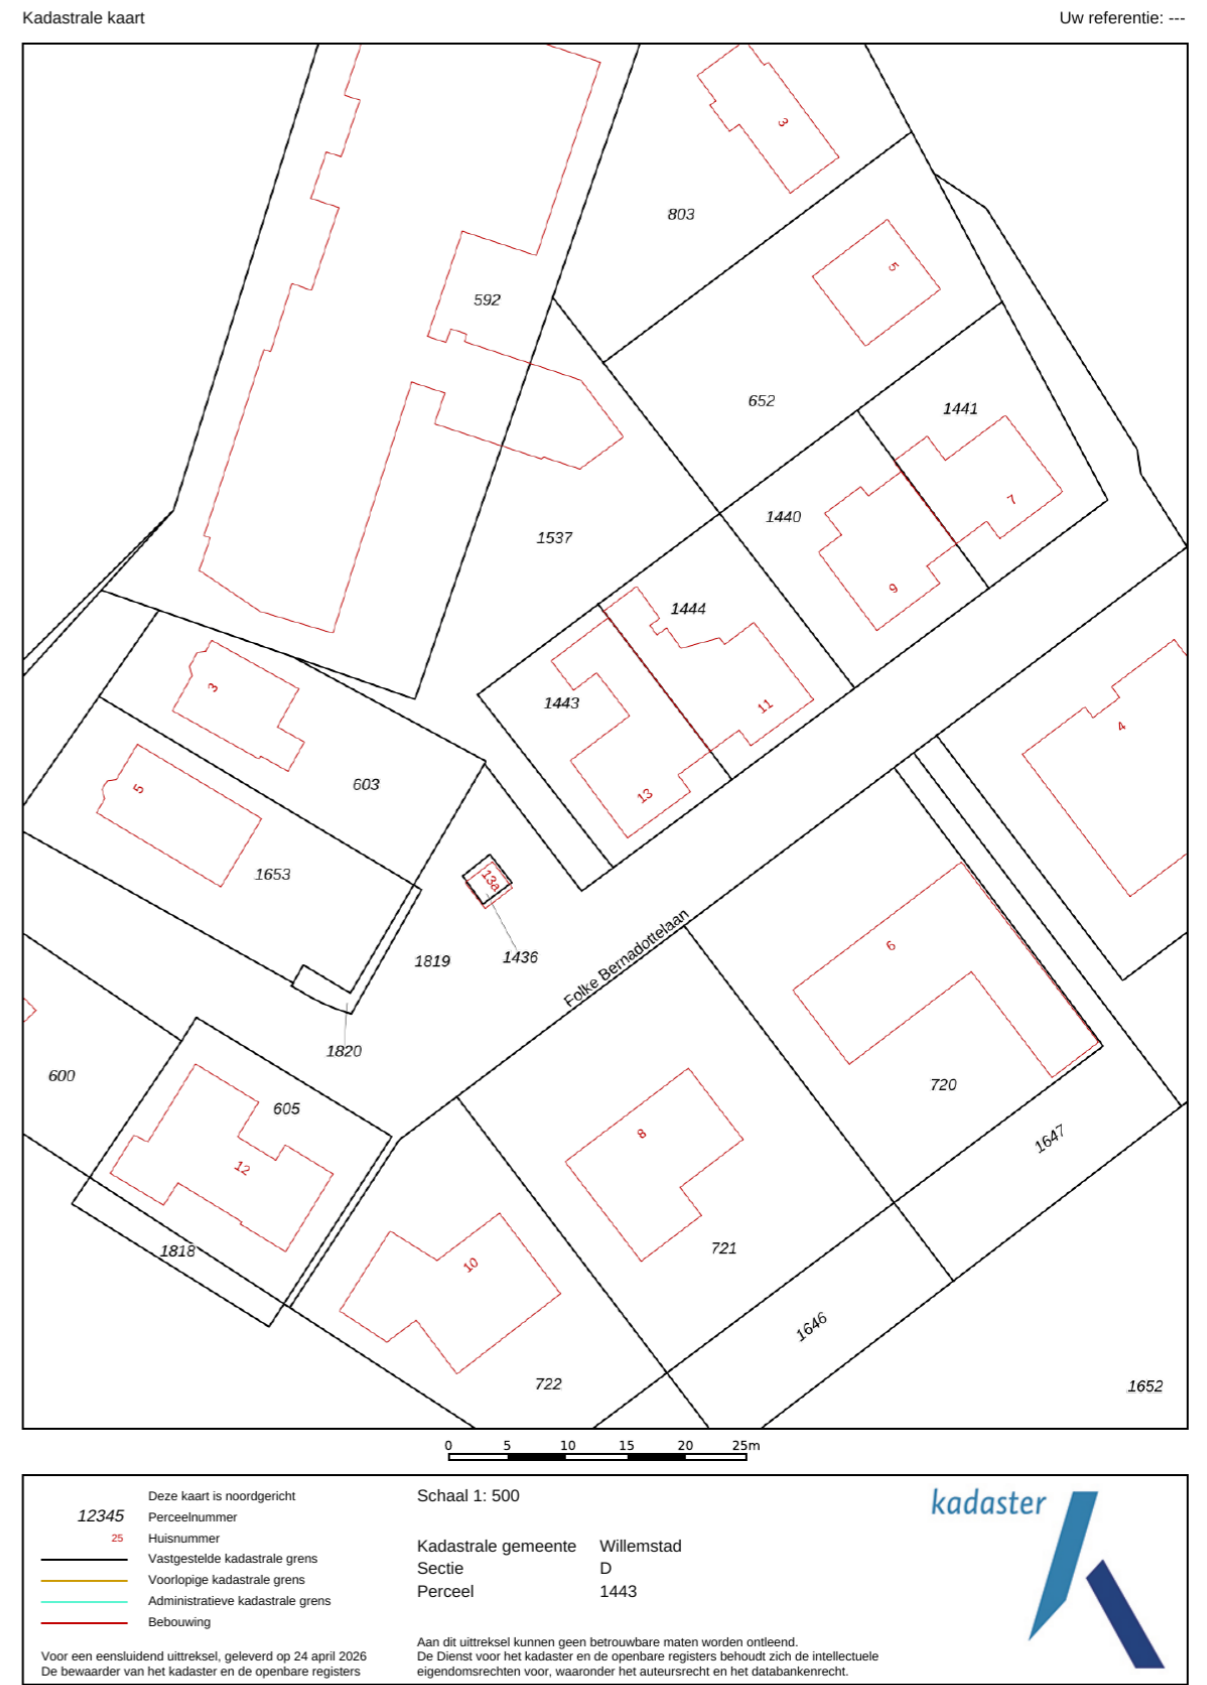 Kadastrale kaart
Uw referentie: ---
3
803
5
592
652
1441
7
1440
1537
9
1444
3
1443
11
4
603
5
13
1653
13a
6
1819
1436
Folke Bernadottelaan
1820
600
720
605
8
1647
12
721
1818
10
1646
722
1652
0 5 10 15 20 25m
Deze kaart is noordgericht
12345 Perceelnummer
25 Huisnummer
Vastgestelde kadastrale grens
Voorlopige kadastrale grens
Administratieve kadastrale grens
Bebouwing
Voor een eensluidend uittreksel, geleverd op 24 april 2026
De bewaarder van het kadaster en de openbare registers
Schaal 1: 500
Kadastrale gemeente Willemstad
Sectie D
Perceel 1443
Aan dit uittreksel kunnen geen betrouwbare maten worden ontleend.
De Dienst voor het kadaster en de openbare registers behoudt zich de intellectuele
eigendomsrechten voor, waaronder het auteursrecht en het databankenrecht.
kadaster